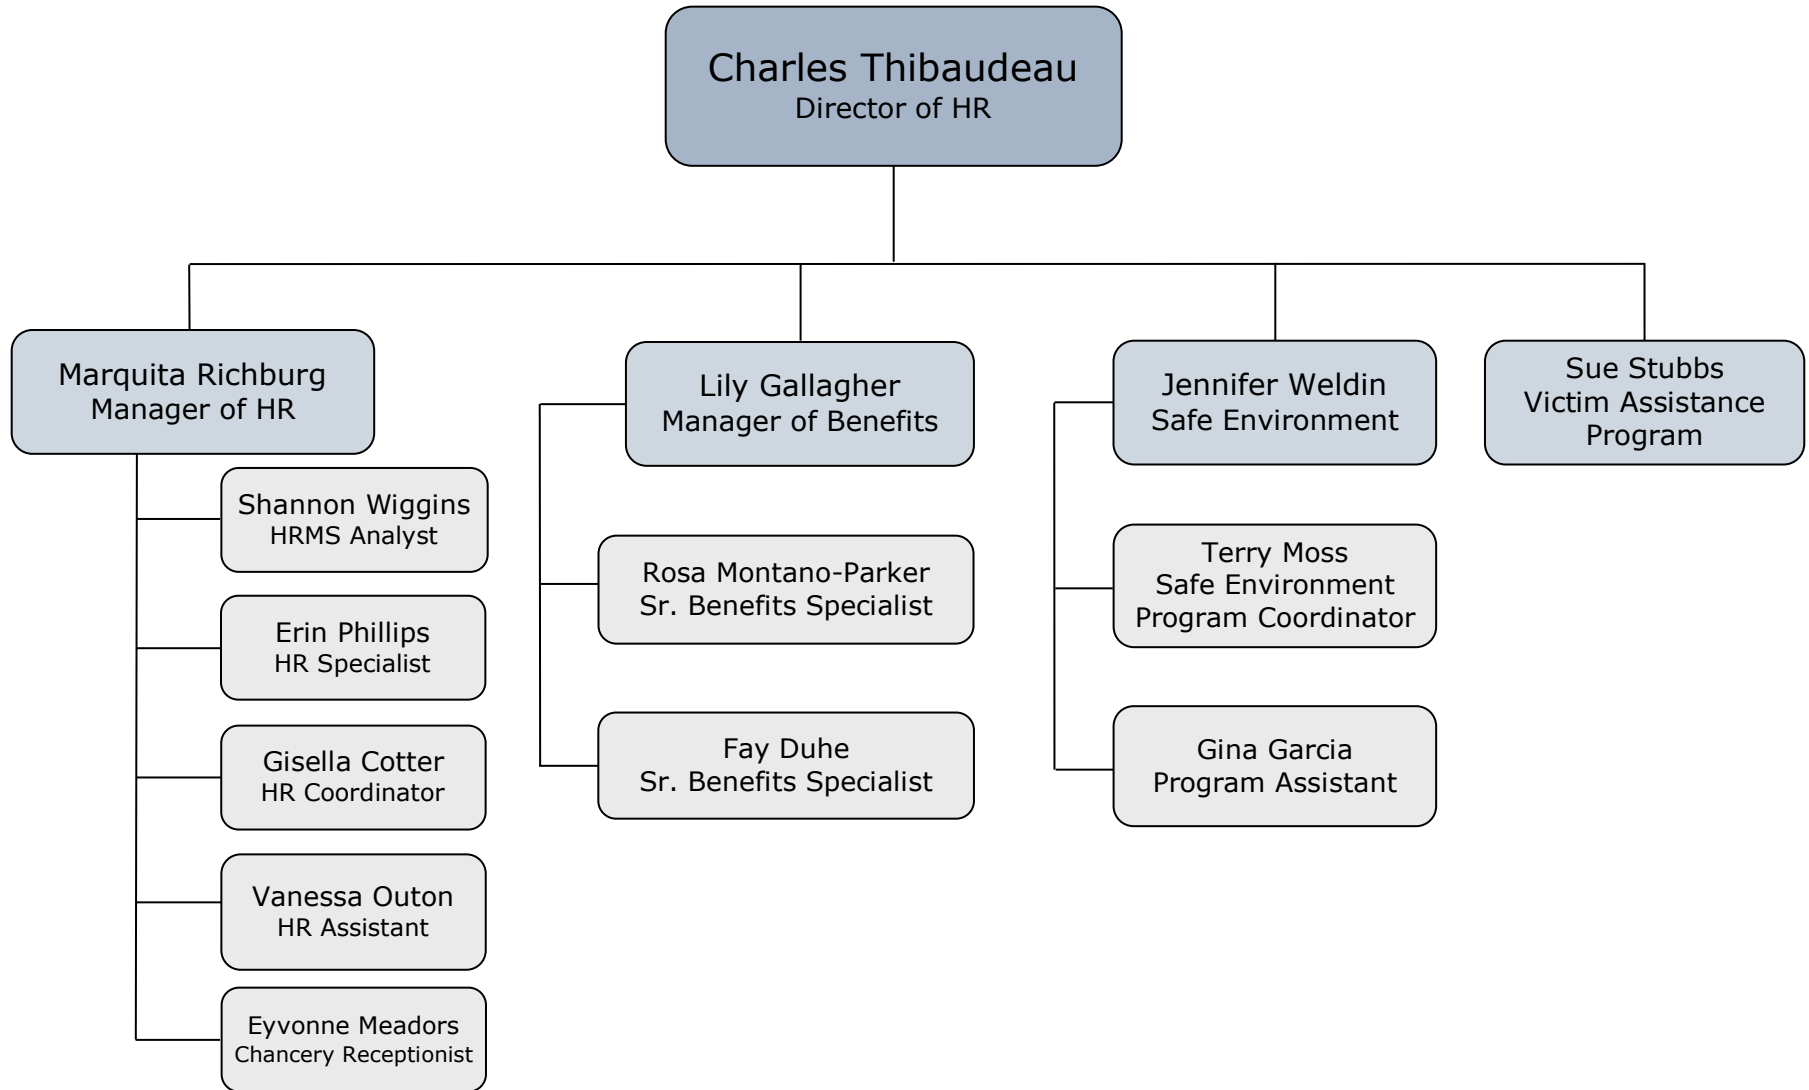 Charles Thibaudeau
Director of HR
Marquita Richburg
Manager of HR
Shannon Wiggins
HRMS Analyst
Erin Phillips
HR Specialist
Gisella Cotter
HR Coordinator
Vanessa Outon
HR Assistant
Eyvonne Meadors
Chancery Receptionist
Lily Gallagher
Manager of Benefits
Rosa Montano-Parker
Sr. Benefits Specialist
Fay Duhe
Sr. Benefits Specialist
Jennifer Weldin
Safe Environment
Terry Moss
Safe Environment
Program Coordinator
Gina Garcia
Program Assistant
Sue Stubbs
Victim Assistance
Program